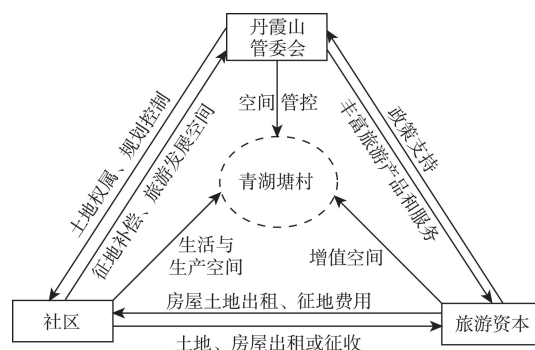 丹霞山
管委会
空间管控
土地权属、规划控制
征地补偿、旅游发展空间
政策支持
丰富旅游产品和服务
青湖塘村
生活与
生产空间
增值空间
房屋土地出租、征地费用
社区
旅游资本
土地、房屋出租或征收